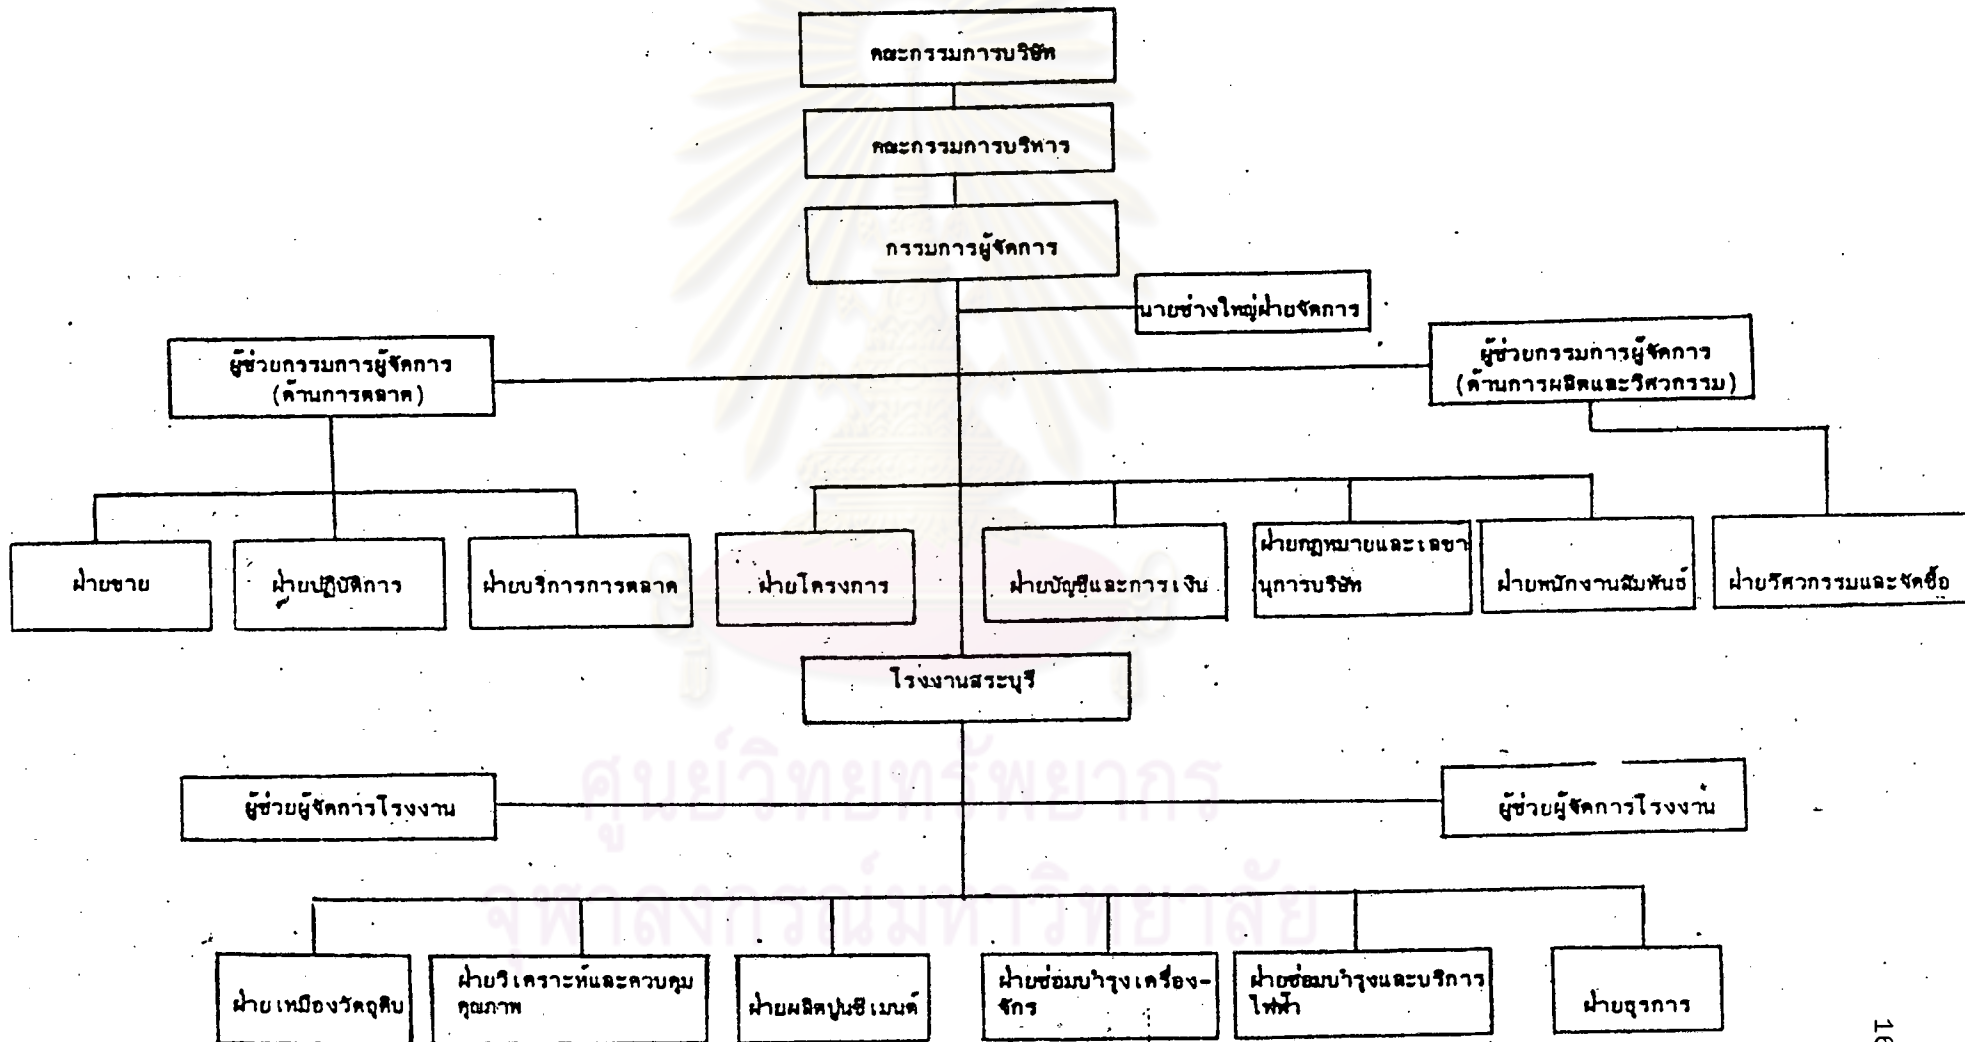 คณะกรรมการบริษัท
คณะกรรมการบริหาร
กรรมการผู้จัดการ
นายช่างใหญ่ฝ่ายจัดการ
ผู้ช่วยกรรมการผู้จัดการ
(ด้านการตลาด)
ผู้ช่วยกรรมการผู้จัดการ
(ด้านการผลิตและวิศวกรรม)
ฝ่ายขาย
ฝ่ายปฏิบัติการ
ฝ่ายบริการการตลาด
ฝ่ายโครงการ
ฝ่ายบัญชีและการเงิน
ฝ่ายกฎหมายและเลขา
นุการบริษัท
ฝ่ายพนักงานสัมพันธ์
ฝ่ายวิศวกรรมและจัดซื้อ
โรงงานสระบุรี
ผู้ช่วยผู้จัดการโรงงาน
ผู้ช่วยผู้จัดการโรงงาน
ฝ่ายเหมืองวัตถุดิบ
ฝ่ายวิเคราะห์และควบคุม
คุณภาพ
ฝ่ายผลิตปูนซีเมนต์
ฝ่ายซ่อมบำรุงเครื่อง-
จักร
ฝ่ายซ่อมบำรุงและบริการ
ไฟฟ้า
ฝ่ายธุรการ
ศูนย์วิทยทรัพยากร
จุฬาลงกรณ์มหาวิทยาลัย